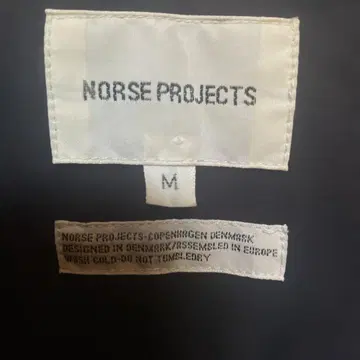 NORSE PROJECTS
M
NORSE PROJECTS-COPENHAGEN DENMARK
DESIGNED IN DENMARK/ASSEMBLED IN EUROPE
WASH COLD-DO NOT TUMBLEDRY